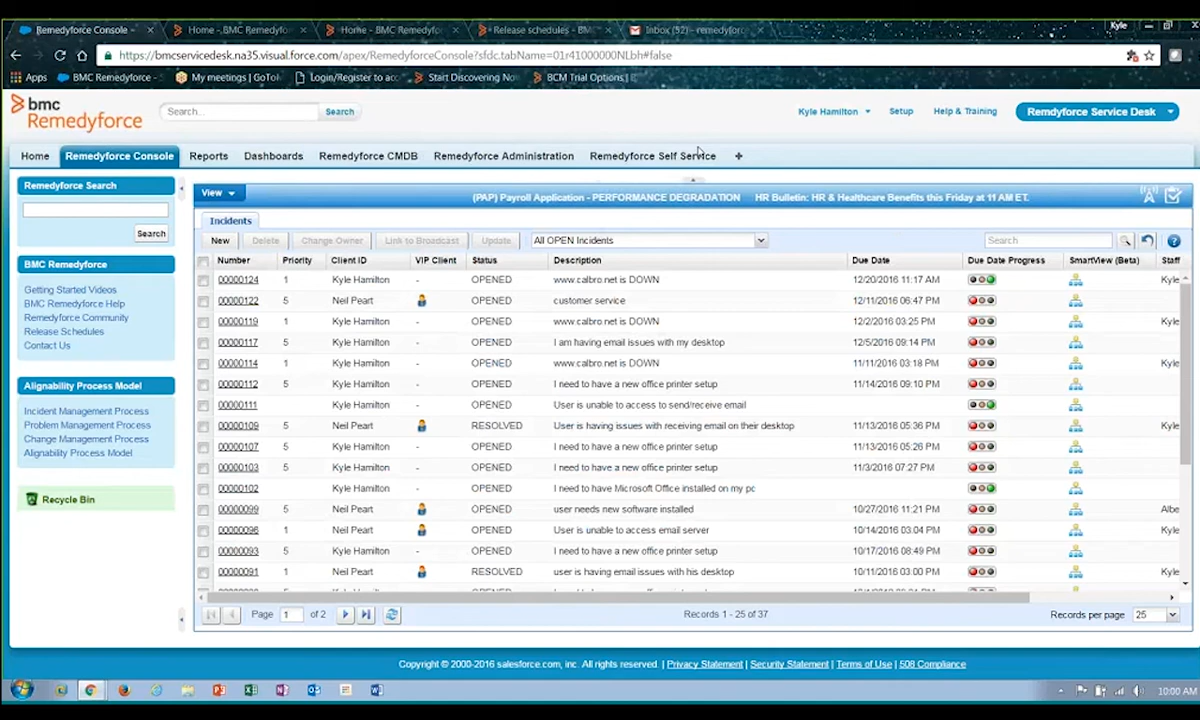 Remedyforce Console - Home - BMC Remedyf Home - BMC Remedyf Release schedules - BM Inbox (52) - remedyforc Kyle
https://bmcservicedesk.na35.visual.force.com/apex/RemedyforceConsole?sfdc.tabName=01r41000000NLbh#false
Apps BMC Remedyforce - My meetings | GoTo Login/Register to acc Start Discovering No BCM Trial Options |
bmc
Remedyforce
Search... Search Kyle Hamilton Setup Help & Training Remdyforce Service Desk
Home Remedyforce Console Reports Dashboards Remedyforce CMDB Remedyforce Administration Remedyforce Self Service +
Remedyforce Search
Search
BMC Remedyforce
Getting Started Videos
BMC Remedyforce Help
Remedyforce Community
Release Schedules
Contact Us
Alignability Process Model
Incident Management Process
Problem Management Process
Change Management Process
Alignability Process Model
Recycle Bin
View (PAP) Payroll Application - PERFORMANCE DEGRADATION HR Bulletin: HR & Healthcare Benefits this Friday at 11 AM ET.
Incidents
New Delete Change Owner Link to Broadcast Update All OPEN Incidents Search
Number Priority Client ID VIP Client Status Description Due Date Due Date Progress SmartView (Beta) Staff
00000124 1 Kyle Hamilton - OPENED www.calbro.net is DOWN 12/20/2016 11:17 AM Kyle
00000122 5 Neil Peart OPENED customer service 12/11/2016 06:47 PM
00000119 1 Kyle Hamilton - OPENED www.calbro.net is DOWN 12/2/2016 03:25 PM Kyle
00000117 5 Kyle Hamilton - OPENED I am having email issues with my desktop 12/5/2016 09:14 PM
00000114 1 Kyle Hamilton - OPENED www.calbro.net is DOWN 11/11/2016 03:18 PM Kyle
00000112 5 Kyle Hamilton - OPENED I need to have a new office printer setup 11/14/2016 09:10 PM
00000111 Kyle Hamilton - OPENED User is unable to access to send/receive email
00000109 5 Neil Peart RESOLVED User is having issues with receiving email on their desktop 11/13/2016 05:36 PM Kyle
00000107 5 Kyle Hamilton - OPENED I need to have a new office printer setup 11/13/2016 05:26 PM
00000103 5 Kyle Hamilton - OPENED I need to have a new office printer setup 11/3/2016 07:27 PM
00000102 Kyle Hamilton - OPENED I need to have Microsoft Office installed on my pc
00000099 5 Neil Peart OPENED user needs new software installed 10/27/2016 11:21 PM Albe
00000096 1 Neil Peart OPENED User is unable to access email server 10/14/2016 03:04 PM Kyle
00000093 5 Kyle Hamilton - OPENED I need to have a new office printer setup 10/17/2016 08:49 PM
00000091 1 Neil Peart RESOLVED user is having email issues with his desktop 10/11/2016 03:00 PM Kyle
Page 1 of 2 Records 1 - 25 of 37 Records per page 25
Copyright © 2000-2016 salesforce.com, inc. All rights reserved. | Privacy Statement | Security Statement | Terms of Use | 508 Compliance
10:00 AM